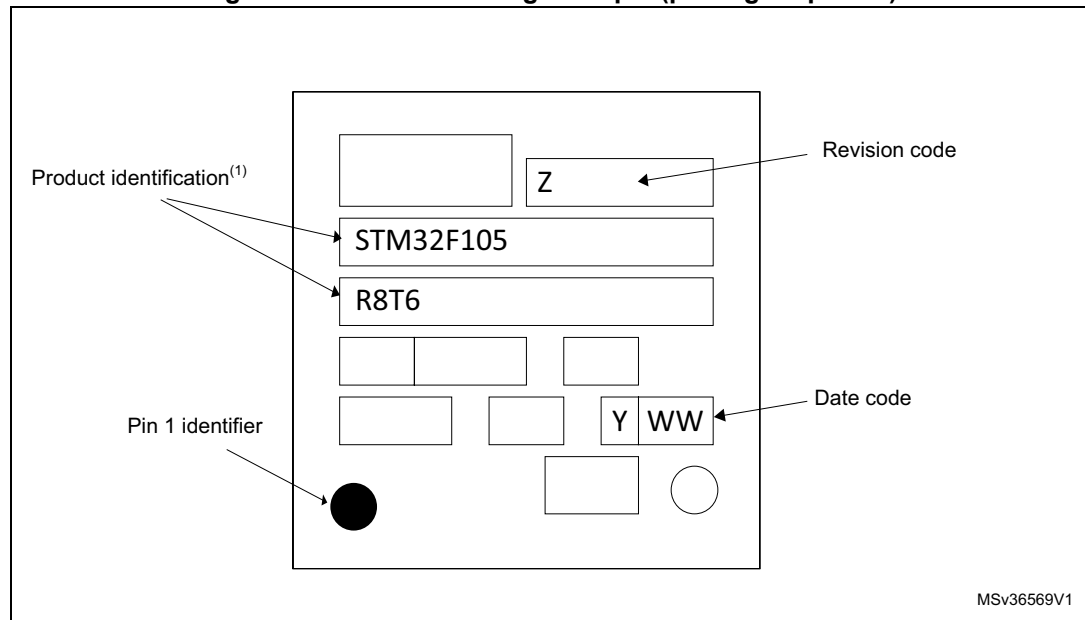 Revision code
Product identification(1)
Z
STM32F105
R8T6
Date code
Y WW
Pin 1 identifier
MSv36569V1